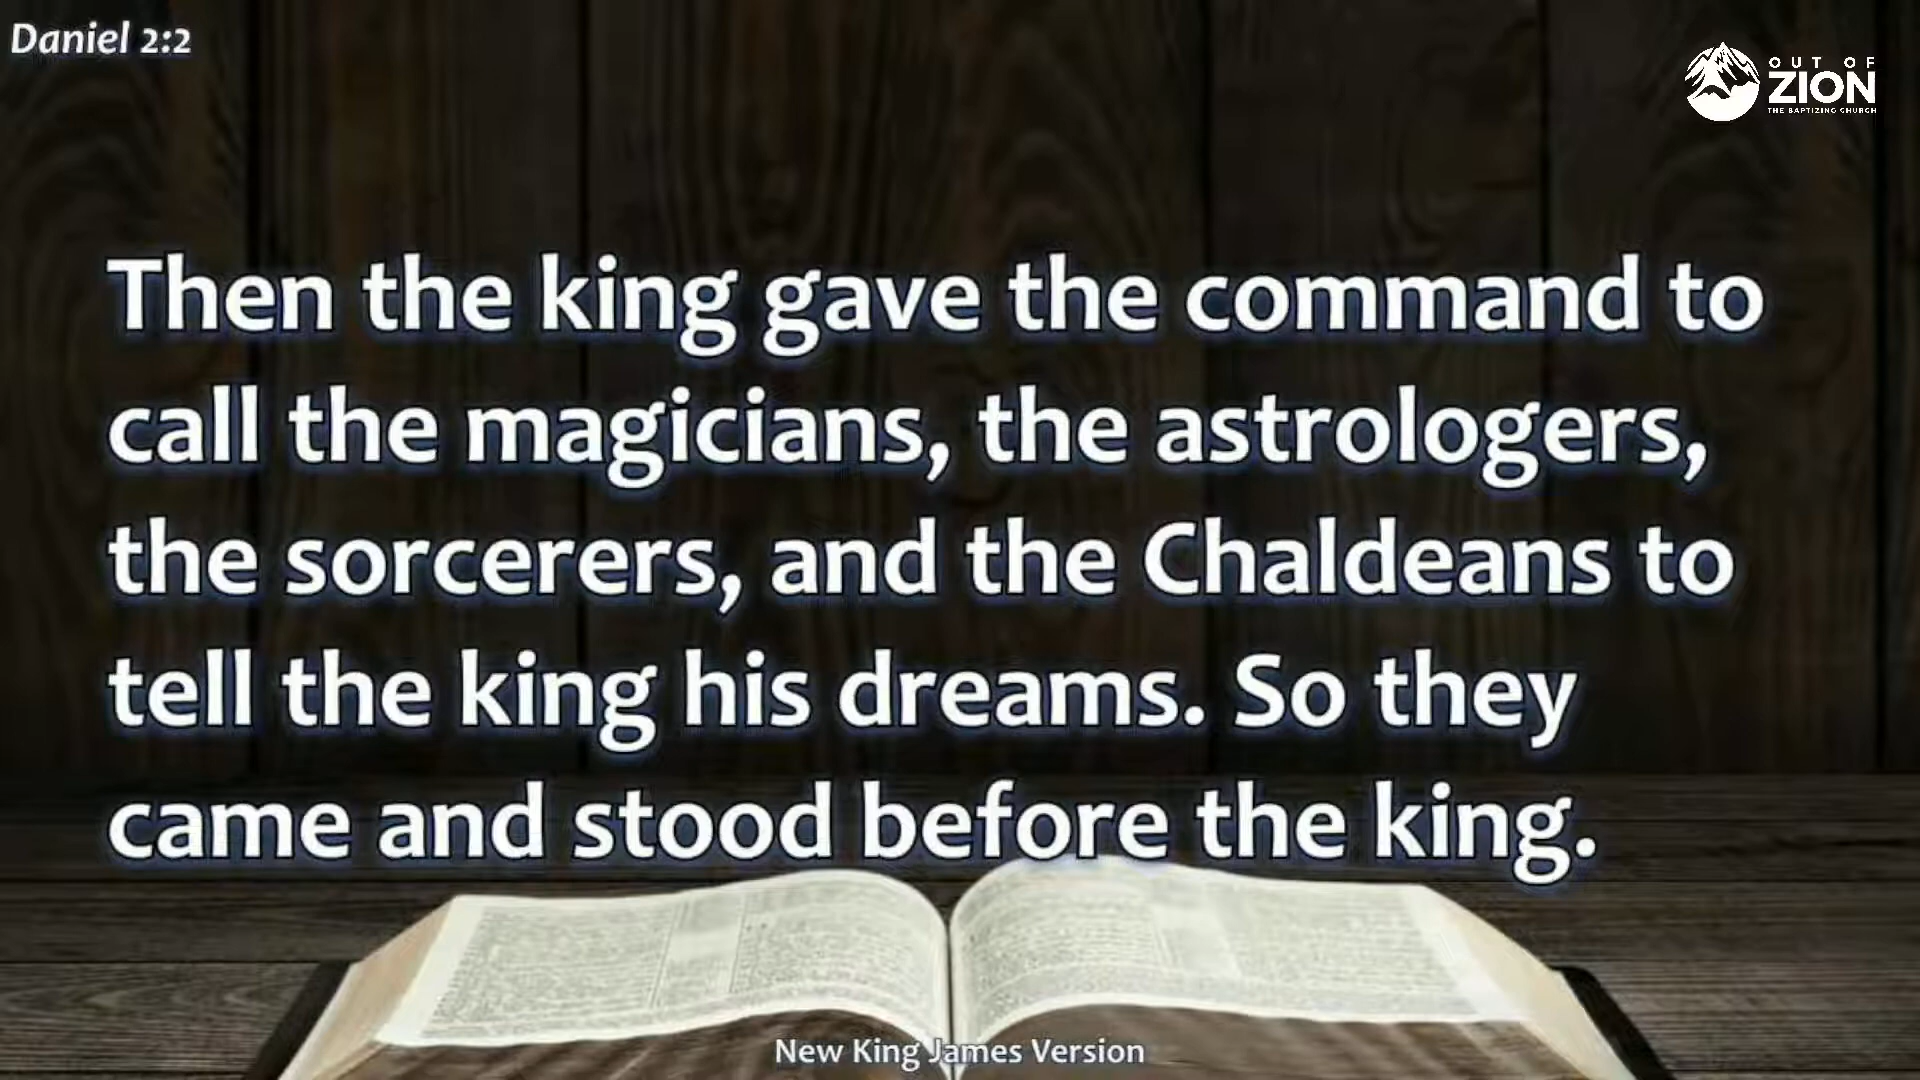 Daniel 2:2
OUT OF
ZION
THE BAPTIZING CHURCH
Then the king gave the command to
call the magicians, the astrologers,
the sorcerers, and the Chaldeans to
tell the king his dreams. So they
came and stood before the king.
New King James Version